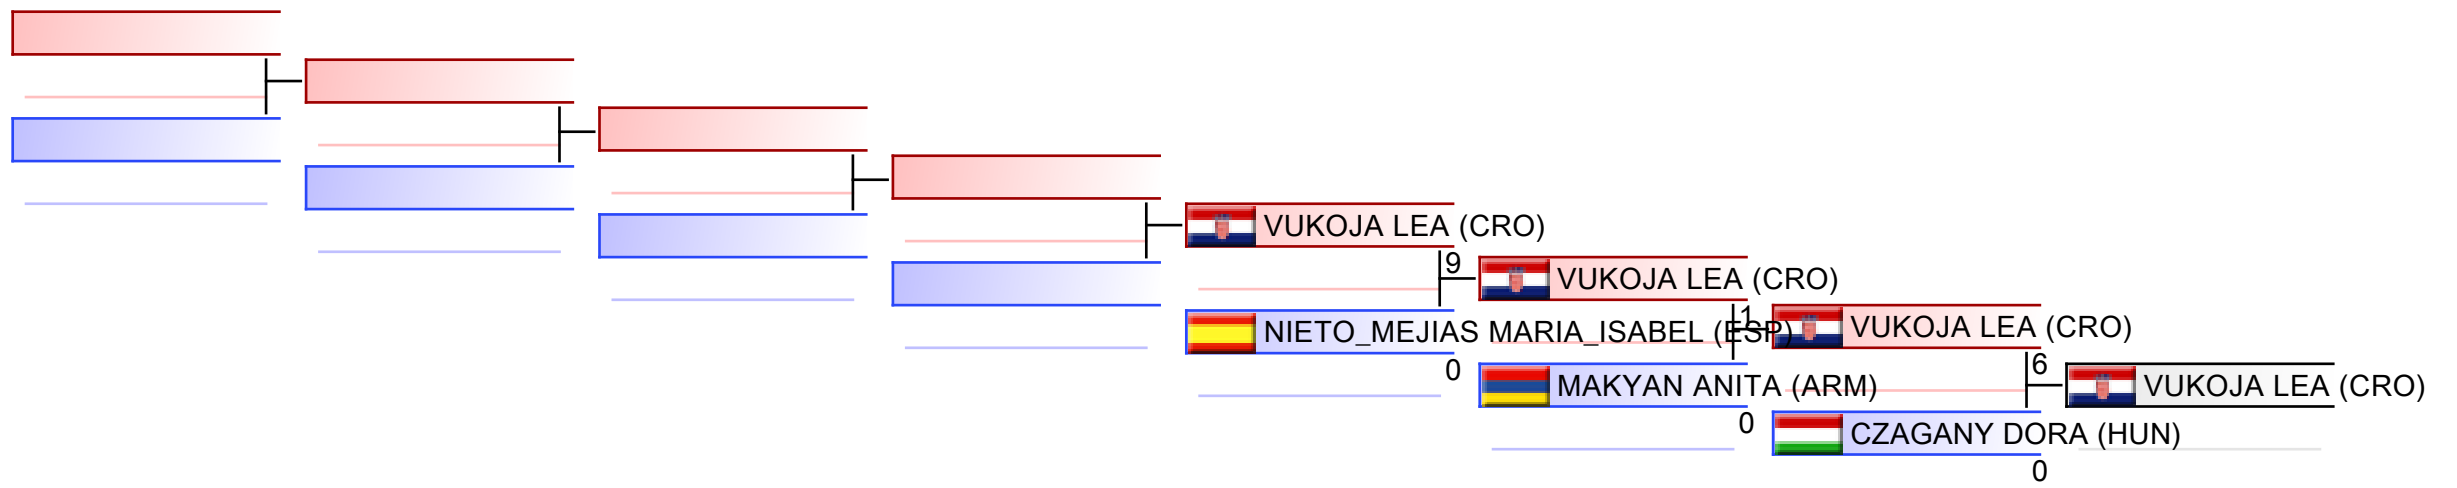 VUKOJA LEA (CRO)
9
VUKOJA LEA (CRO)
NIETO_MEJIAS MARIA_ISABEL (ESP)
1
VUKOJA LEA (CRO)
0
MAKYAN ANITA (ARM)
6
VUKOJA LEA (CRO)
0
CZAGANY DORA (HUN)
0